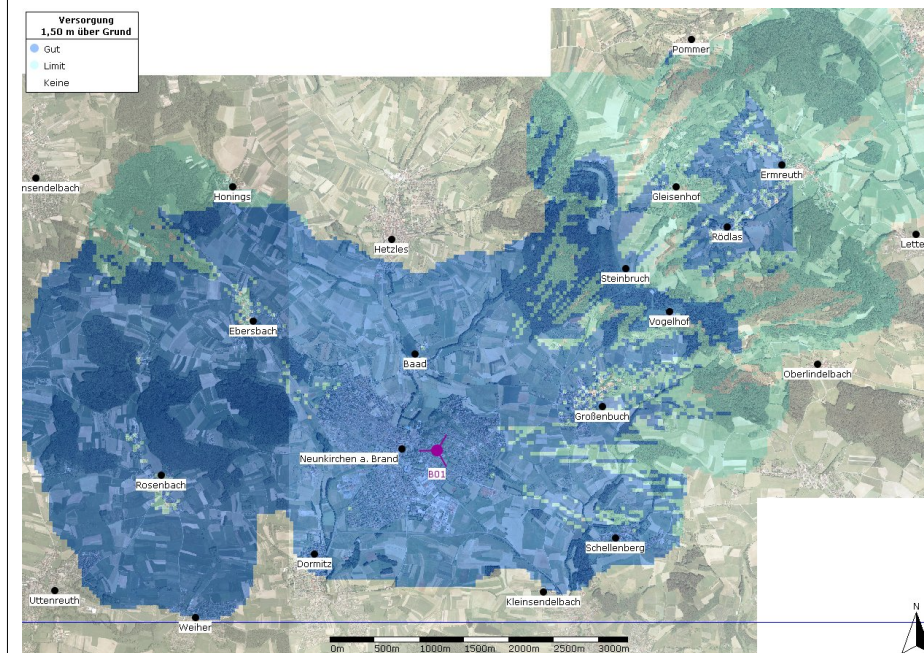 Versorgung
1,50 m über Grund
Gut
Limit
Keine
Pommer
nsendelbach
Honings
Ermreuth
Gleisenhof
Hetzles
Rödlas
Lette
Steinbruch
Ebersbach
Vogelhof
Baad
Oberlindelbach
Großenbuch
Neunkirchen a. Brand
B01
Rosenbach
Schellenberg
Dormitz
Uttenreuth
Kleinsendelbach
Weiher
N
0m 500m 1000m 1500m 2000m 2500m 3000m